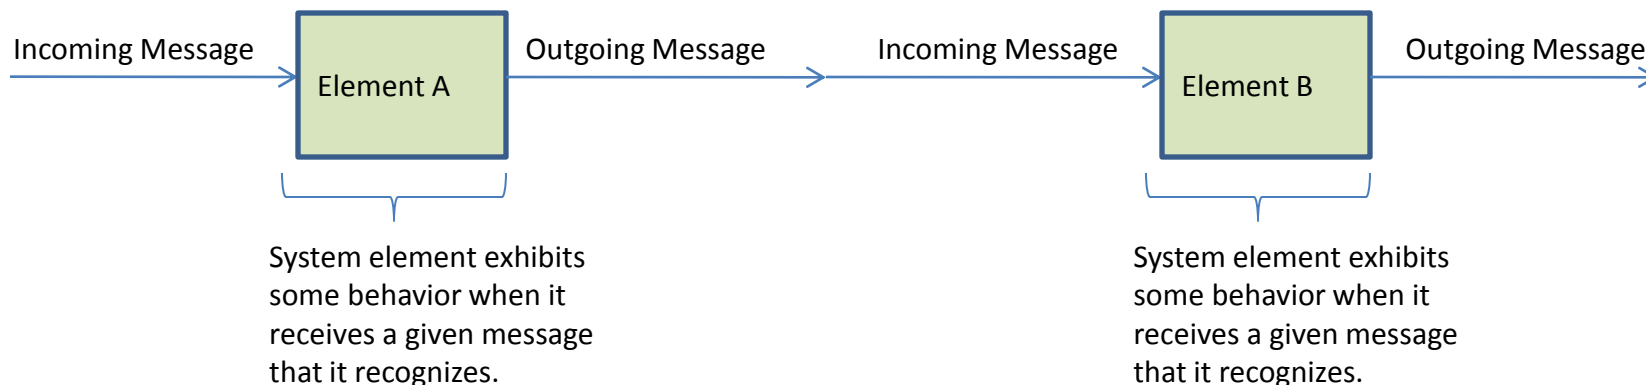 Incoming Message
Outgoing Message
Incoming Message
Outgoing Message
Element A
Element B
System element exhibits
some behavior when it
receives a given message
that it recognizes.
System element exhibits
some behavior when it
receives a given message
that it recognizes.